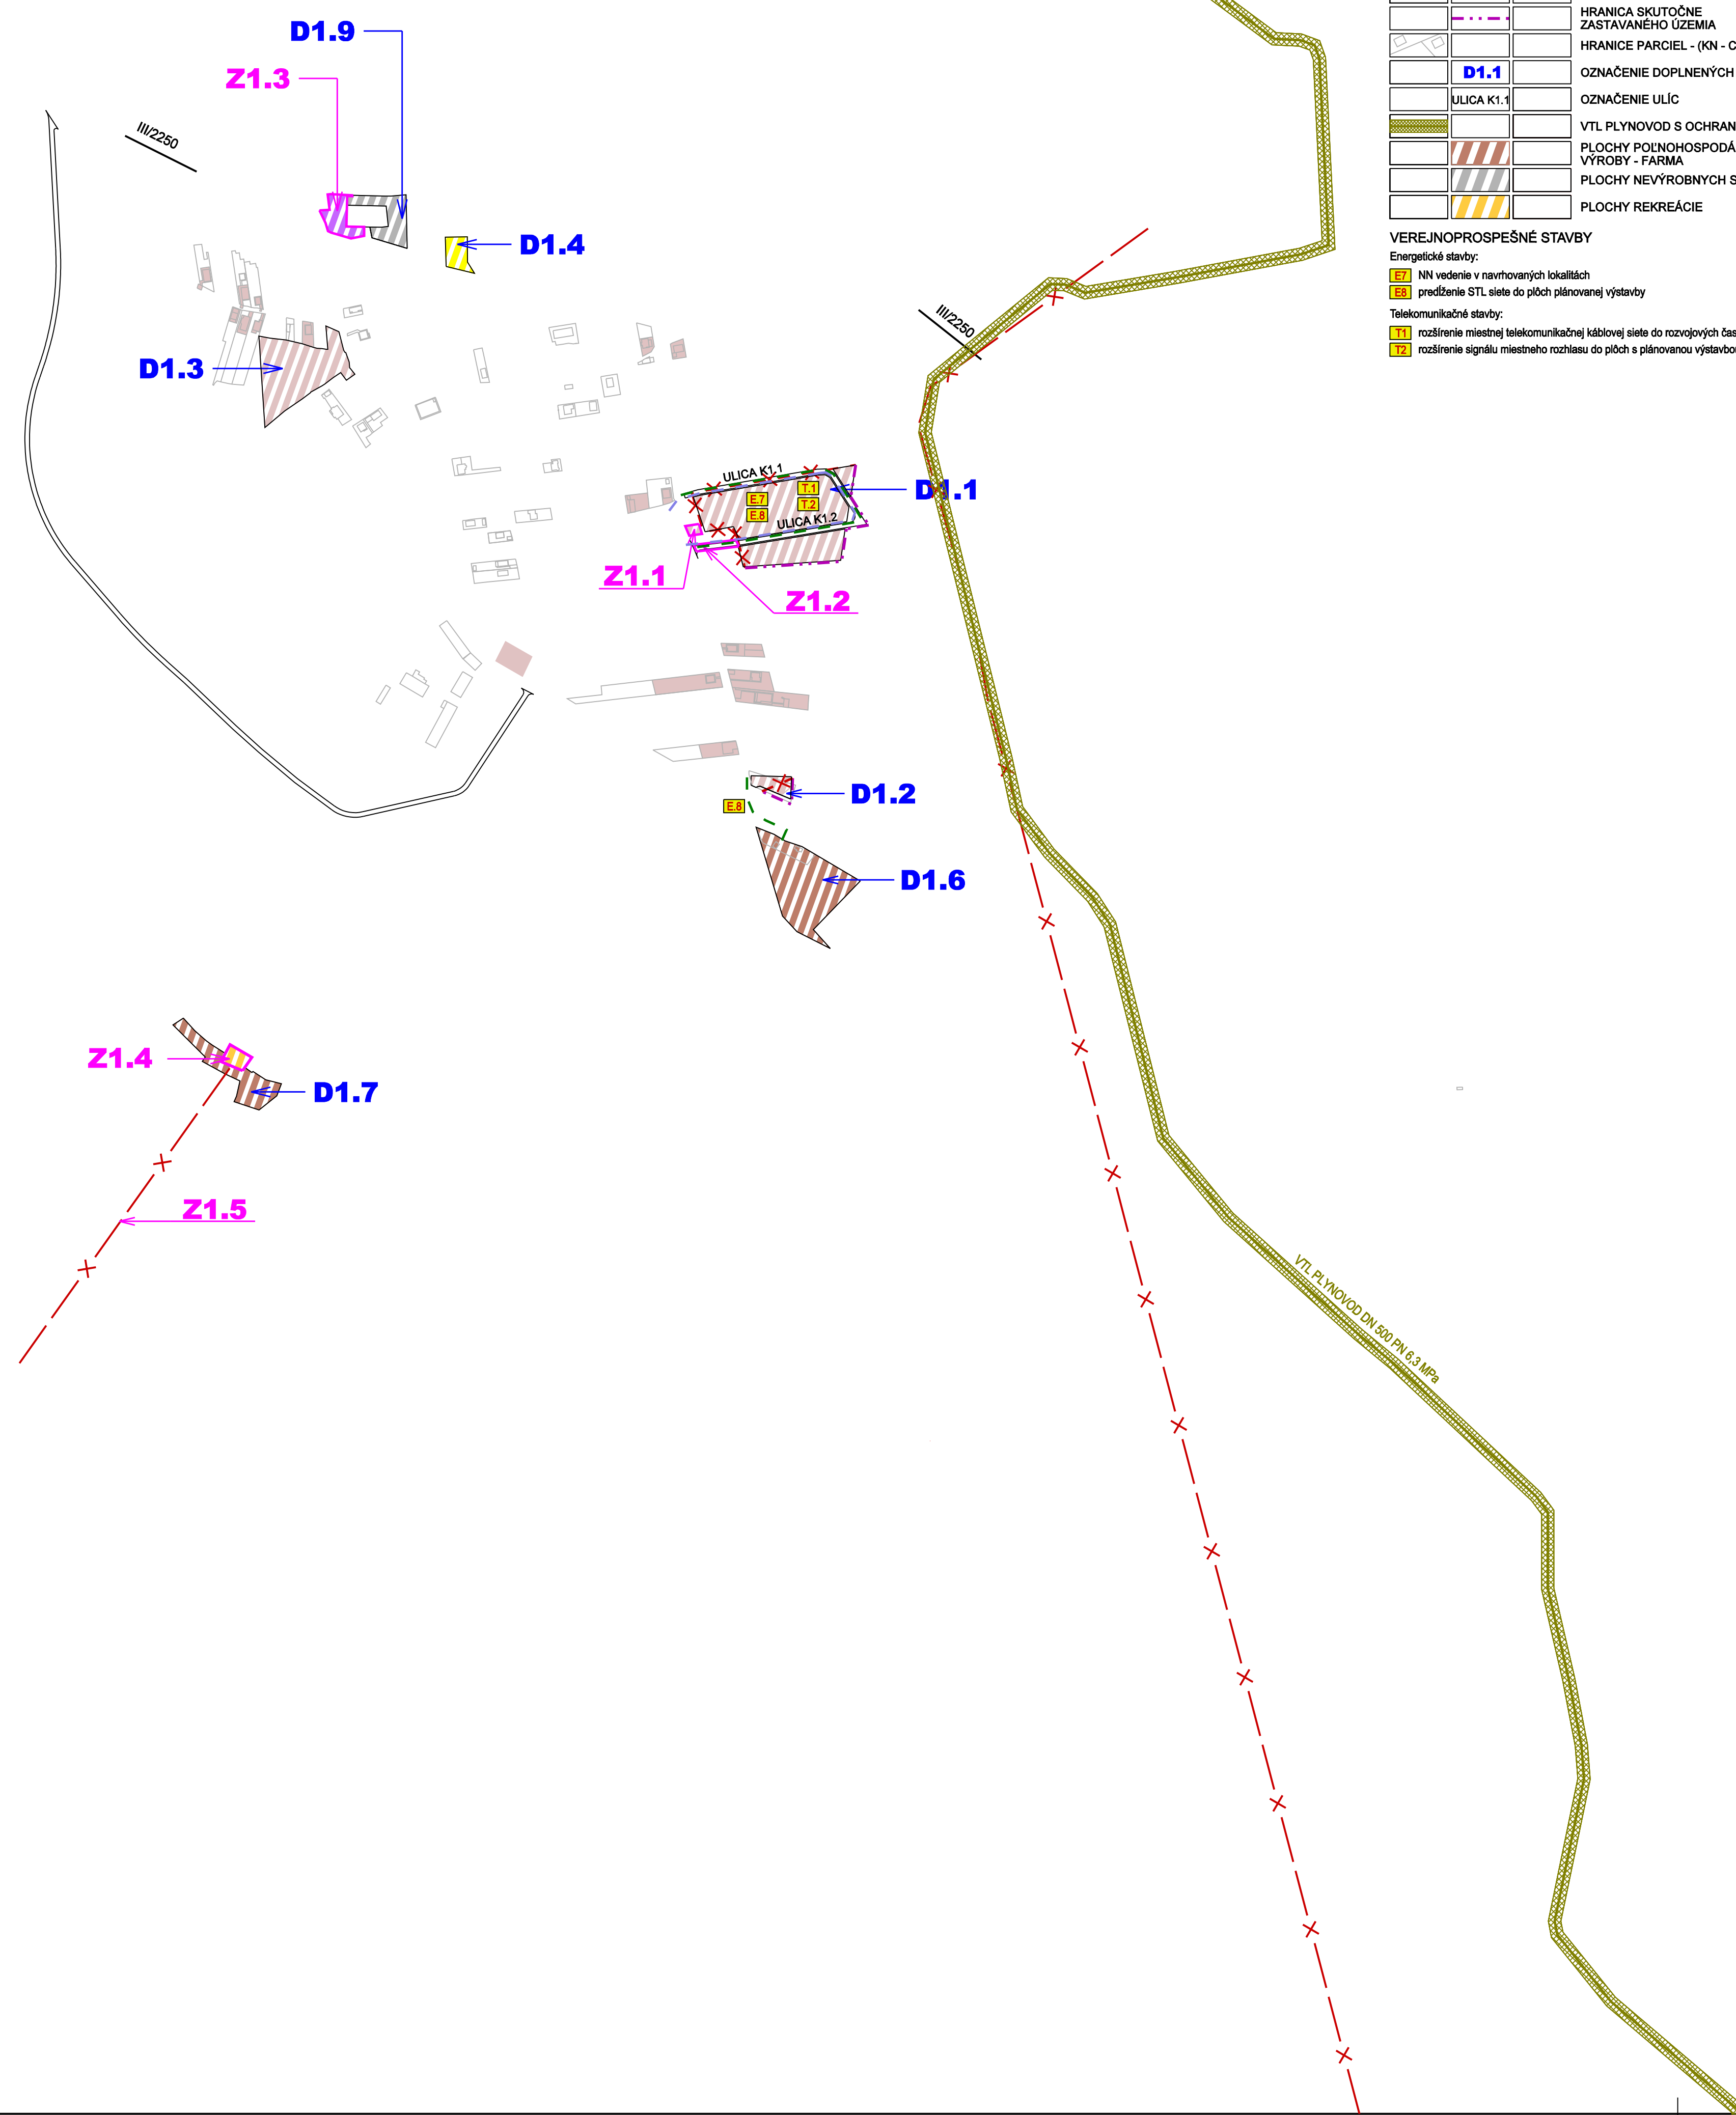 HRANICA SKUTOČNE
ZASTAVANÉHO ÚZEMIA
HRANICE PARCIEL - (KN - C
D1.1
OZNAČENIE DOPLNENÝCH
ULICA K1.1
OZNAČENIE ULÍC
VTL PLYNOVOD S OCHRAN
PLOCHY POĽNOHOSPODÁ
VÝROBY - FARMA
PLOCHY NEVÝROBNYCH S
PLOCHY REKREÁCIE
VEREJNOPROSPEŠNÉ STAVBY
Energetické stavby:
E7 NN vedenie v navrhovaných lokalitách
E8 predĺženie STL siete do plôch plánovanej výstavby
Telekomunikačné stavby:
T1 rozšírenie miestnej telekomunikačnej káblovej siete do rozvojových čas
T2 rozšírenie signálu miestneho rozhlasu do plôch s plánovanou výstavbo
D1.9
Z1.3
III/2250
D1.4
III/2250
D1.3
ULICA K1.1
E.7
T.1
D1.1
T.2
E.8
ULICA K1.2
Z1.1
Z1.2
D1.2
E.8
D1.6
Z1.4
D1.7
Z1.5
VTL PLYNOVOD DN 500 PN 6,3 MPa